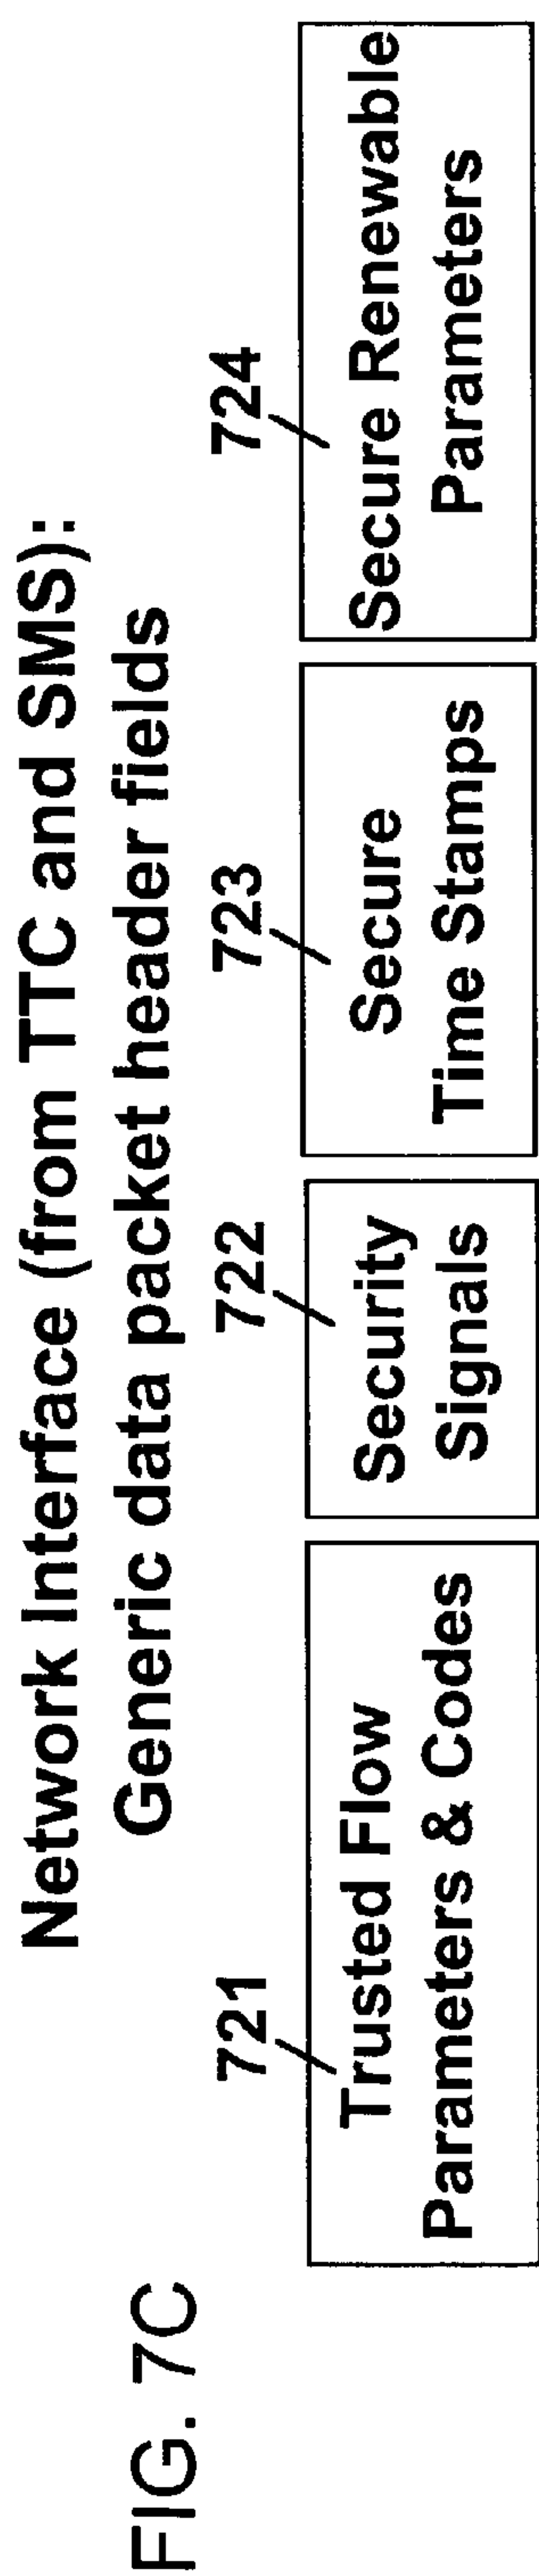 Network Interface (from TTC and SMS):
FIG. 7C
Generic data packet header fields
721
722
723
724
Trusted Flow
Parameters & Codes
Security
Signals
Secure
Time Stamps
Secure Renewable
Parameters